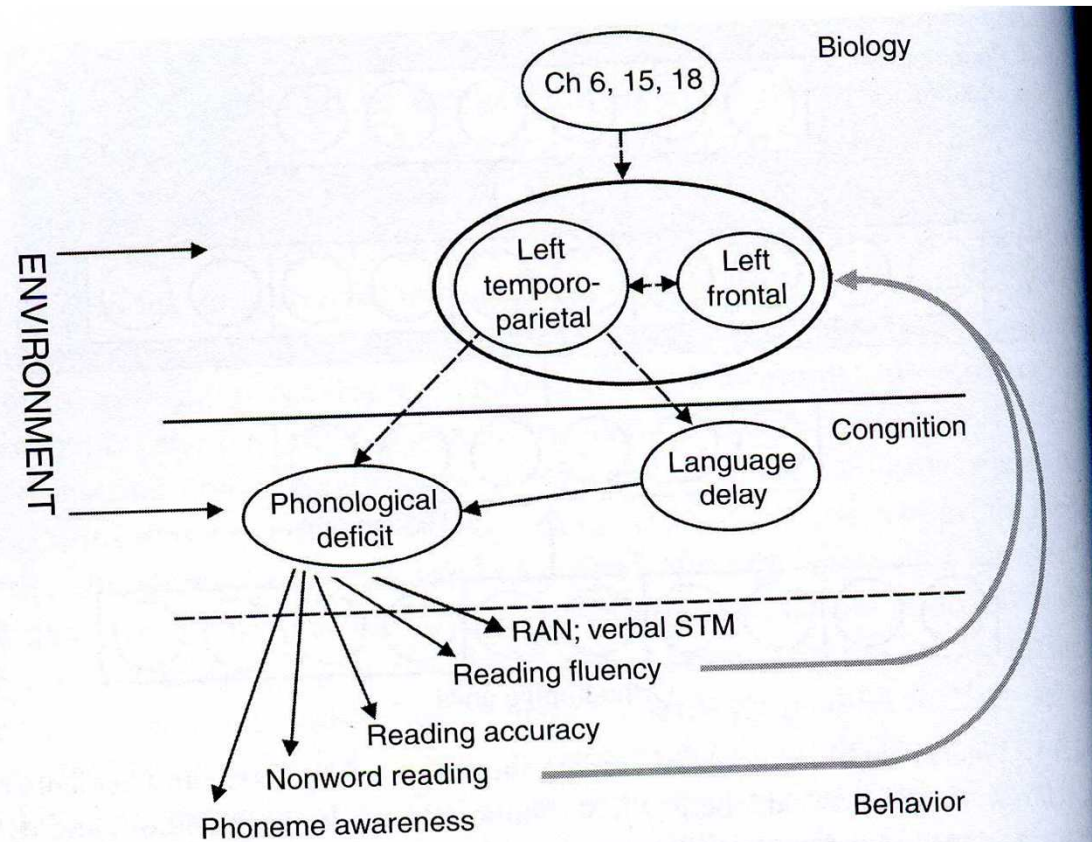 Biology
Ch 6, 15, 18
ENVIRONMENT
Left
temporo-
parietal
Left
frontal
Congnition
Language
delay
Phonological
deficit
RAN; verbal STM
Reading fluency
Reading accuracy
Nonword reading
Phoneme awareness
Behavior